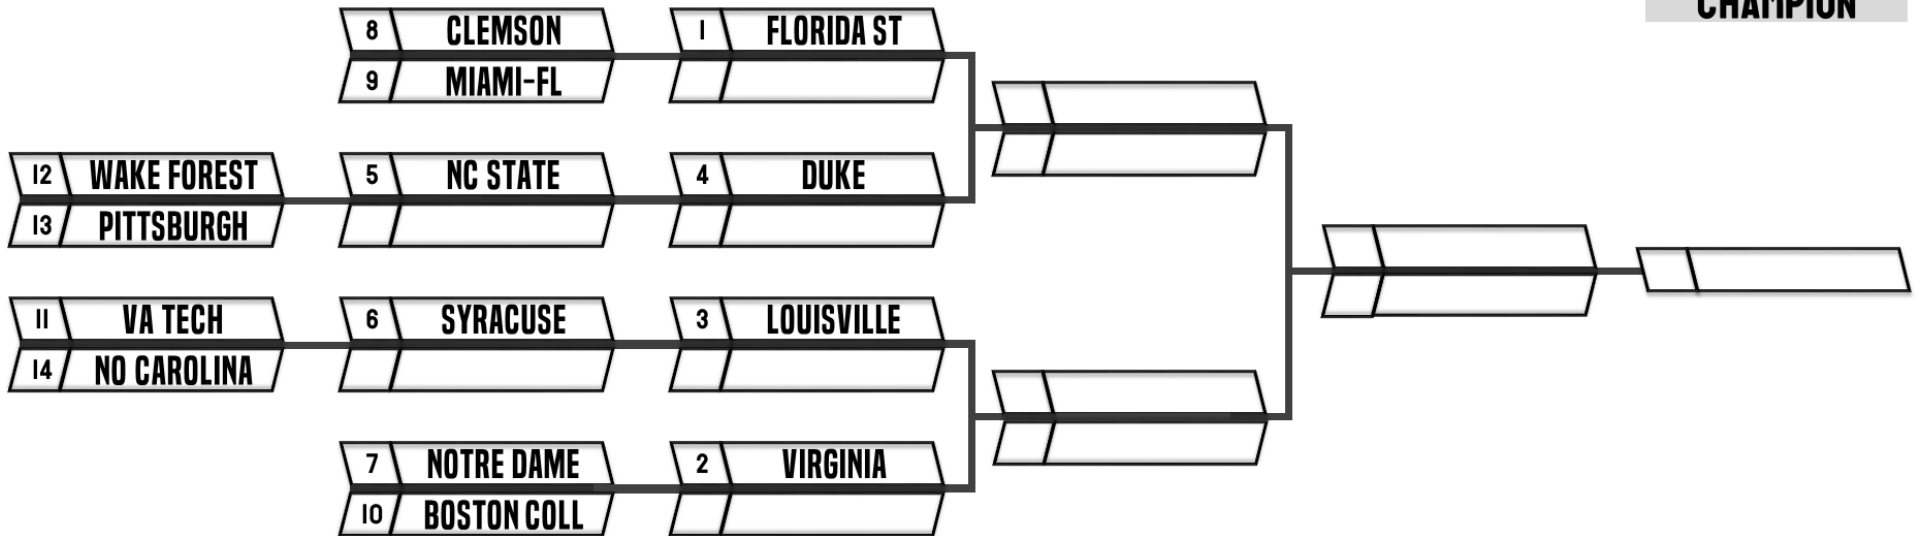 CHAMPION
8 CLEMSON
9 MIAMI-FL
1 FLORIDA ST
12 WAKE FOREST
13 PITTSBURGH
5 NC STATE
4 DUKE
11 VA TECH
14 NO CAROLINA
6 SYRACUSE
3 LOUISVILLE
7 NOTRE DAME
10 BOSTON COLL
2 VIRGINIA